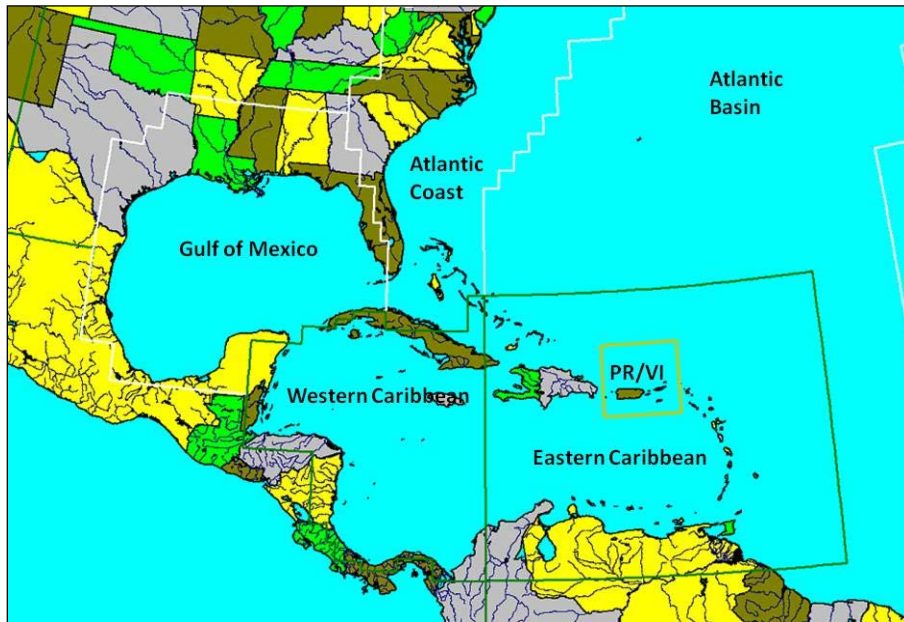 Atlantic
Basin
Atlantic
Coast
Gulf of Mexico
PR/VI
Western Caribbean
Eastern Caribbean